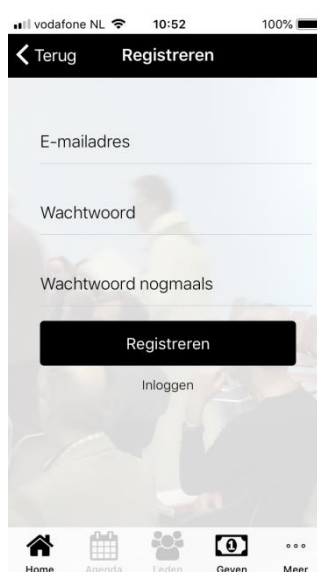 vodafone NL 10:52 100%
Terug Registreren
E-mailadres
Wachtwoord
Wachtwoord nogmaals
Registreren
Inloggen
Home Agenda Leden Geven Meer